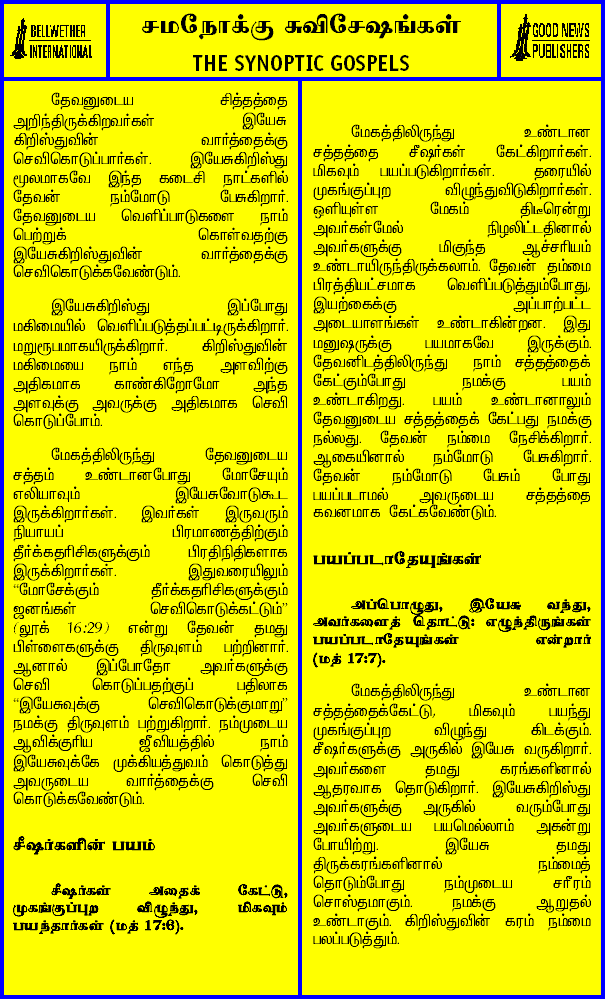 BELLWETHER
INTERNATIONAL
சமநோக்கு சுவிசேஷங்கள்
THE SYNOPTIC GOSPELS
GOOD NEWS
PUBLISHERS
தேவனுடைய சித்தத்தை
அறிந்திருக்கிறவர்கள் இயேசு
கிறிஸ்துவின் வார்த்தைக்கு
செவிகொடுப்பார்கள். இயேசுகிறிஸ்து
மூலமாகவே இந்த கடைசி நாட்களில்
தேவன் நம்மோடு பேசுகிறார்.
தேவனுடைய வெளிப்பாடுகளை நாம்
பெற்றுக் கொள்வதற்கு
இயேசுகிறிஸ்துவின் வார்த்தைக்கு
செவிகொடுக்கவேண்டும்.
இயேசுகிறிஸ்து இப்போது
மகிமையில் வெளிப்படுத்தப்பட்டிருக்கிறார்.
மறுரூபமாகயிருக்கிறார். கிறிஸ்துவின்
மகிமையை நாம் எந்த அளவிற்கு
அதிகமாக காண்கிறோமோ அந்த
அளவுக்கு அவருக்கு அதிகமாக செவி
கொடுப்போம்.
மேகத்திலிருந்து தேவனுடைய
சத்தம் உண்டானபோது மோசேயும்
எலியாவும் இயேசுவோடுகூட
இருக்கிறார்கள். இவர்கள் இருவரும்
நியாயப் பிரமாணத்திற்கும்
தீர்க்கதரிசிகளுக்கும் பிரதிநிதிகளாக
இருக்கிறார்கள். இதுவரையிலும்
“மோசேக்கும் தீர்க்கதரிசிகளுக்கும்
ஜனங்கள் செவிகொடுக்கட்டும்”
(லூக் 16:29) என்று தேவன் தமது
பிள்ளைகளுக்கு திருவுளம் பற்றினார்.
ஆனால் இப்போதோ அவர்களுக்கு
செவி கொடுப்பதற்குப் பதிலாக
“இயேசுவுக்கு செவிகொடுக்குமாறு”
நமக்கு திருவுளம் பற்றுகிறார். நம்முடைய
ஆவிக்குரிய ஜீவியத்தில் நாம்
இயேசுவுக்கே முக்கியத்துவம் கொடுத்து
அவருடைய வார்த்தைக்கு செவி
கொடுக்கவேண்டும்.
சீஷர்களின் பயம்
சீஷர்கள் அதைக் கேட்டு,
முகங்குப்புற விழுந்து, மிகவும்
பயந்தார்கள் (மத் 17:6).
மேகத்திலிருந்து உண்டான
சத்தத்தை சீஷர்கள் கேட்கிறார்கள்.
மிகவும் பயப்படுகிறார்கள். தரையில்
முகங்குப்புற விழுந்துவிடுகிறார்கள்.
ஒளியுள்ள மேகம் திடீரென்று
அவர்கள்மேல் நிழலிட்டதினால்
அவர்களுக்கு மிகுந்த ஆச்சரியம்
உண்டாயிருந்திருக்கலாம். தேவன் தம்மை
பிரத்தியட்சமாக வெளிப்படுத்தும்போது,
இயற்கைக்கு அப்பாற்பட்ட
அடையாளங்கள் உண்டாகின்றன. இது
மனுஷருக்கு பயமாகவே இருக்கும்.
தேவனிடத்திலிருந்து நாம் சத்தத்தைக்
கேட்கும்போது நமக்கு பயம்
உண்டாகிறது. பயம் உண்டானாலும்
தேவனுடைய சத்தத்தைக் கேட்பது நமக்கு
நல்லது. தேவன் நம்மை நேசிக்கிறார்.
ஆகையினால் நம்மோடு பேசுகிறார்.
தேவன் நம்மோடு பேசும் போது
பயப்படாமல் அவருடைய சத்தத்தை
கவனமாக கேட்கவேண்டும்.
பயப்படாதேயுங்கள்
அப்பொழுது, இயேசு வந்து,
அவர்களைத் தொட்டு: எழுந்திருங்கள்
பயப்படாதேயுங்கள் என்றார்
(மத் 17:7).
மேகத்திலிருந்து உண்டான
சத்தத்தைக்கேட்டு, மிகவும் பயந்து
முகங்குப்புற விழுந்து கிடக்கும்.
சீஷர்களுக்கு அருகில் இயேசு வருகிறார்.
அவர்களை தமது கரங்களினால்
ஆதரவாக தொடுகிறார். இயேசுகிறிஸ்து
அவர்களுக்கு அருகில் வரும்போது
அவர்களுடைய பயமெல்லாம் அகன்று
போயிற்று. இயேசு தமது
திருக்கரங்களினால் நம்மைத்
தொடும்போது நம்முடைய சரீரம்
சொஸ்தமாகும். நமக்கு ஆறுதல்
உண்டாகும். கிறிஸ்துவின் கரம் நம்மை
பலப்படுத்தும்.